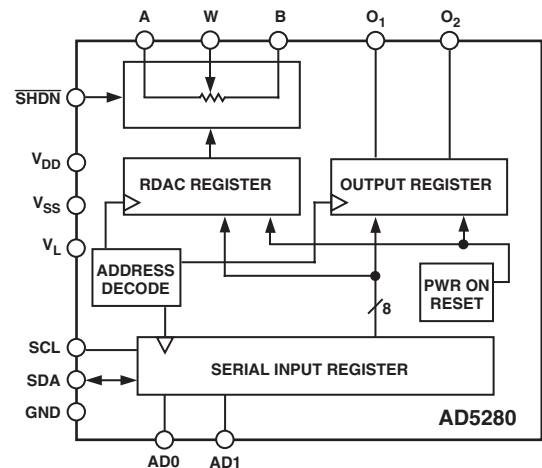 A W B O1 O2
SHDN
VDD
RDAC REGISTER OUTPUT REGISTER
VSS
VL
ADDRESS
DECODE
PWR ON
RESET
8
SCL
SERIAL INPUT REGISTER
SDA
GND
AD5280
AD0 AD1